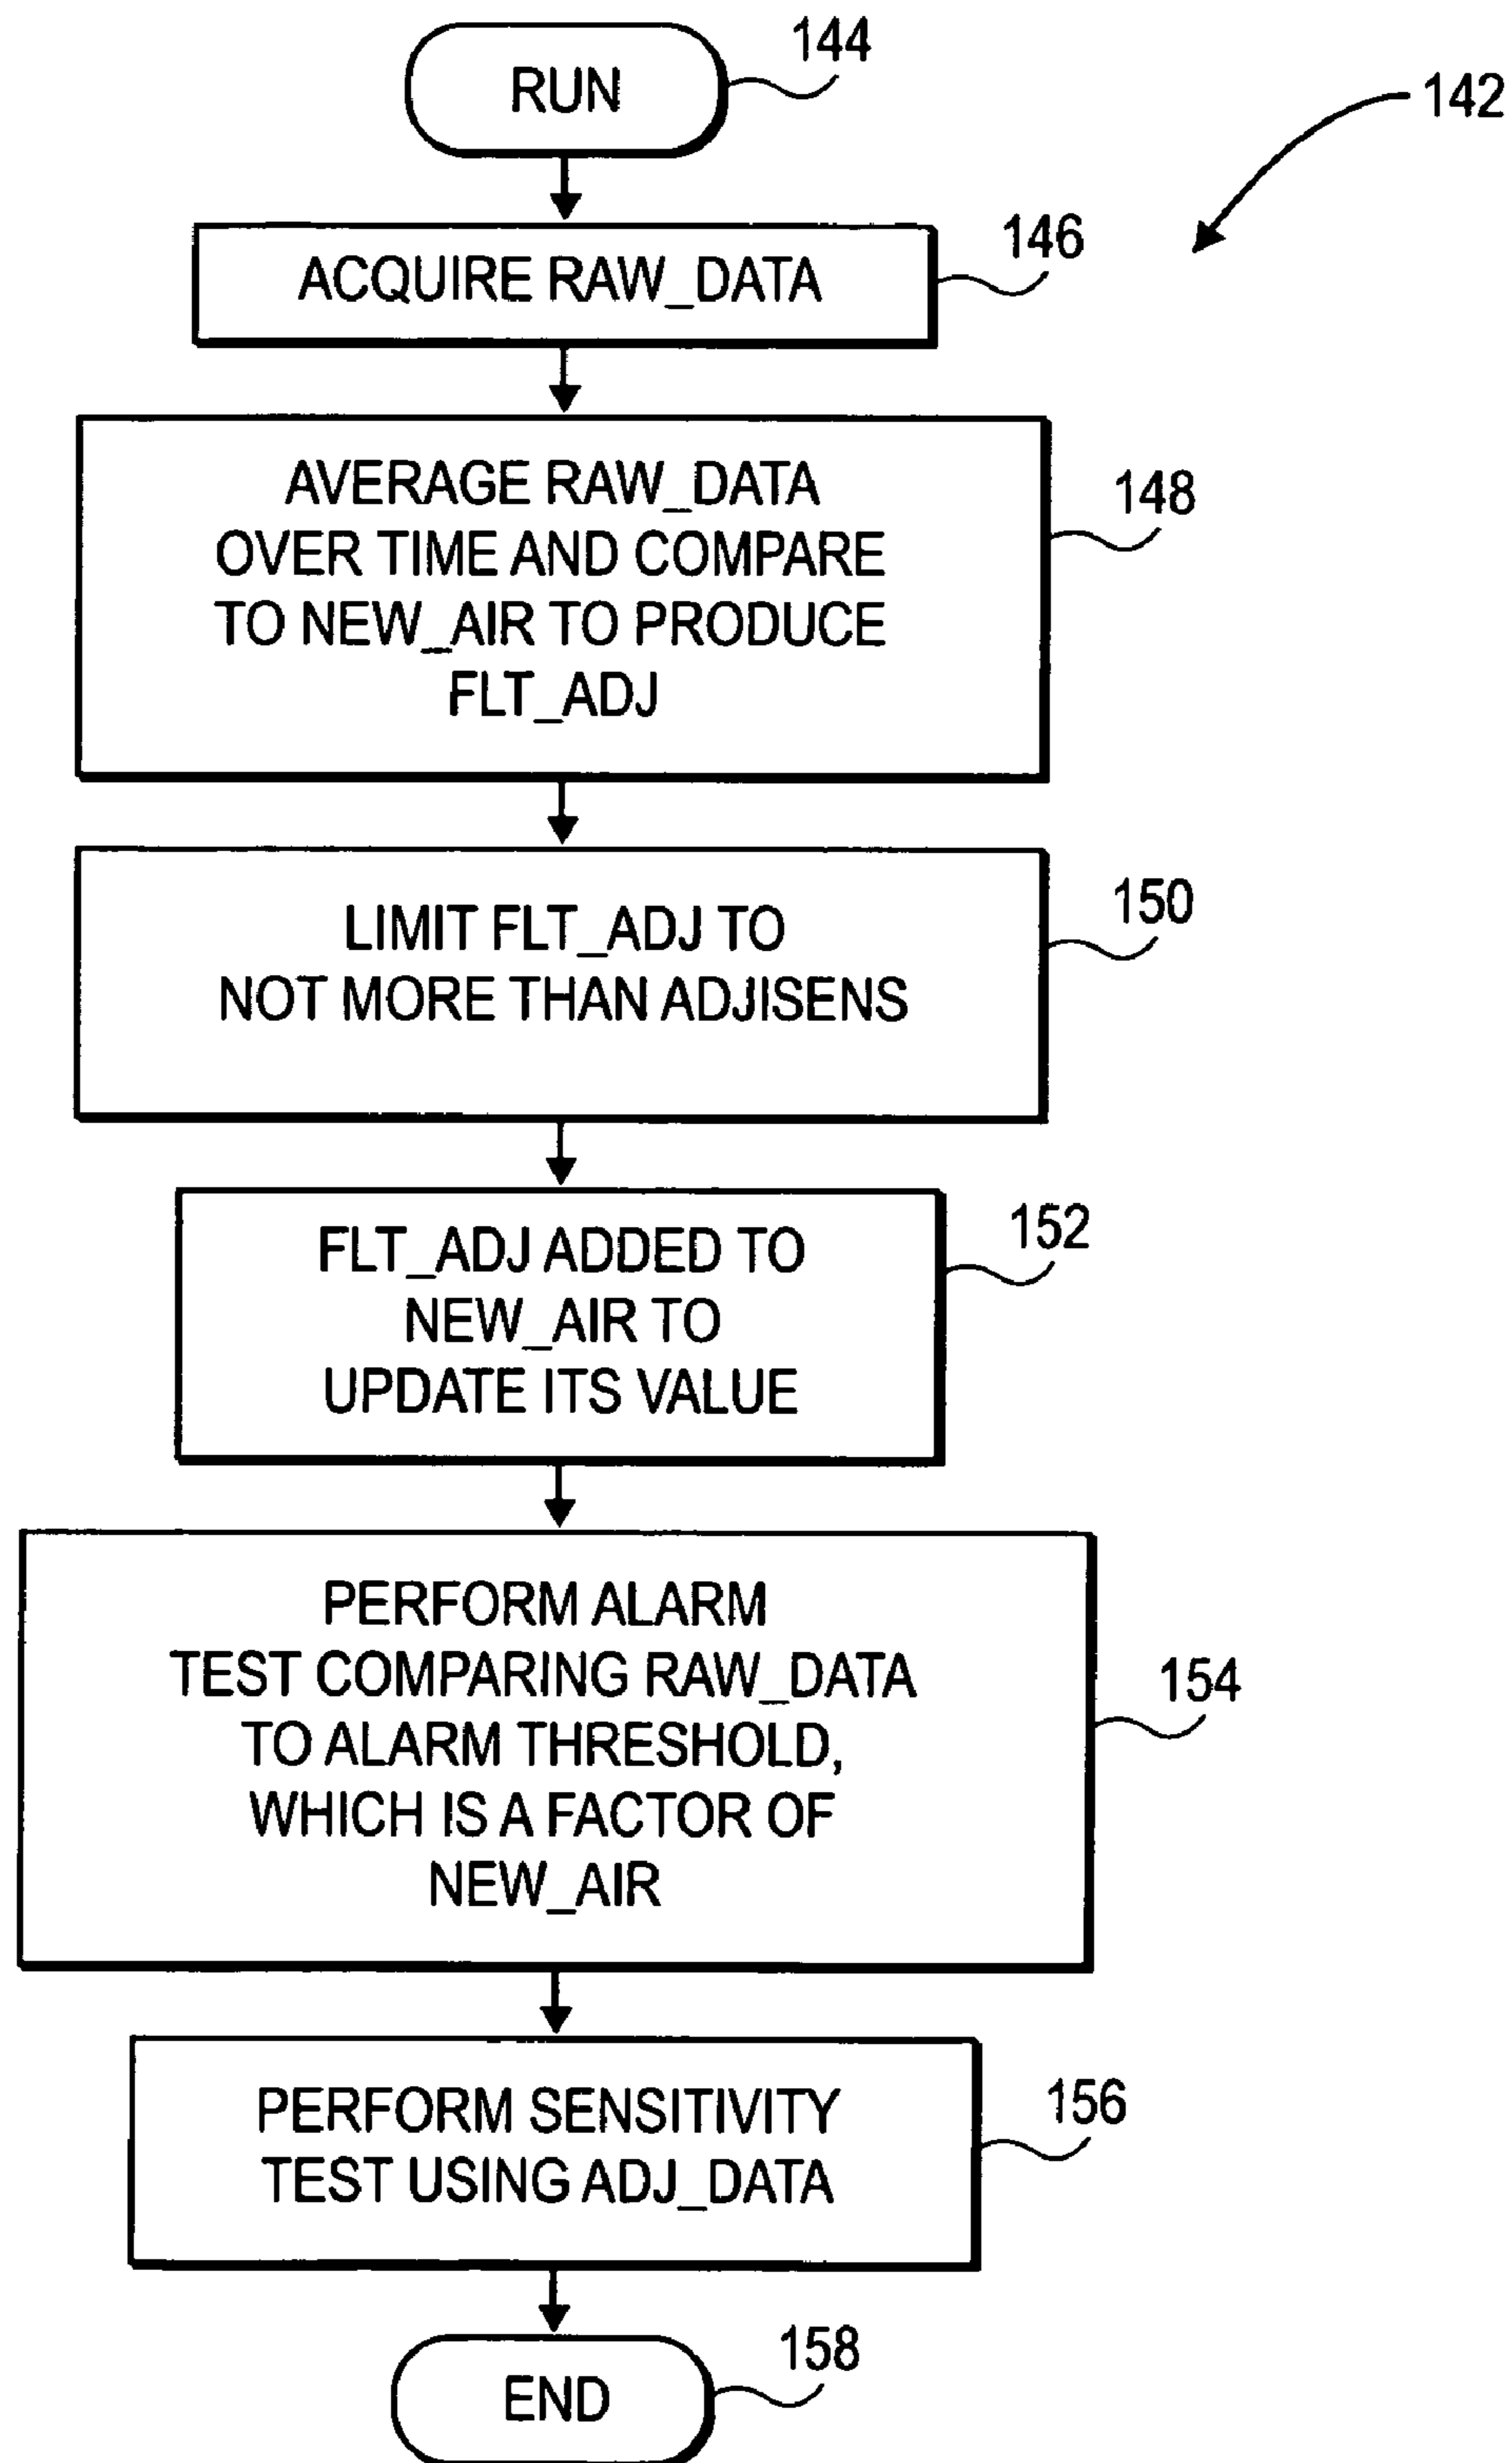 RUN
144
142
ACQUIRE RAW_DATA
146
AVERAGE RAW_DATA
OVER TIME AND COMPARE
TO NEW_AIR TO PRODUCE
FLT_ADJ
148
LIMIT FLT_ADJ TO
NOT MORE THAN ADJISENS
150
FLT_ADJ ADDED TO
NEW_AIR TO
UPDATE ITS VALUE
152
PERFORM ALARM
TEST COMPARING RAW_DATA
TO ALARM THRESHOLD,
WHICH IS A FACTOR OF
NEW_AIR
154
PERFORM SENSITIVITY
TEST USING ADJ_DATA
156
END
158